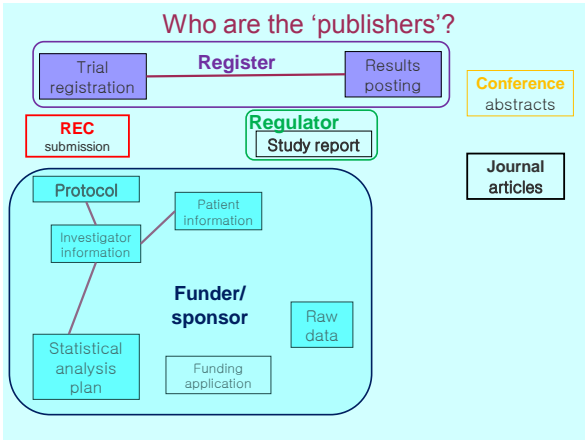 Who are the 'publishers'?
Trial
registration
Register
Results
posting
Conference
abstracts
REC
submission
Regulator
Study report
Journal
articles
Protocol
Patient
information
Investigator
information
Funder/
sponsor
Raw
data
Statistical
analysis
plan
Funding
application